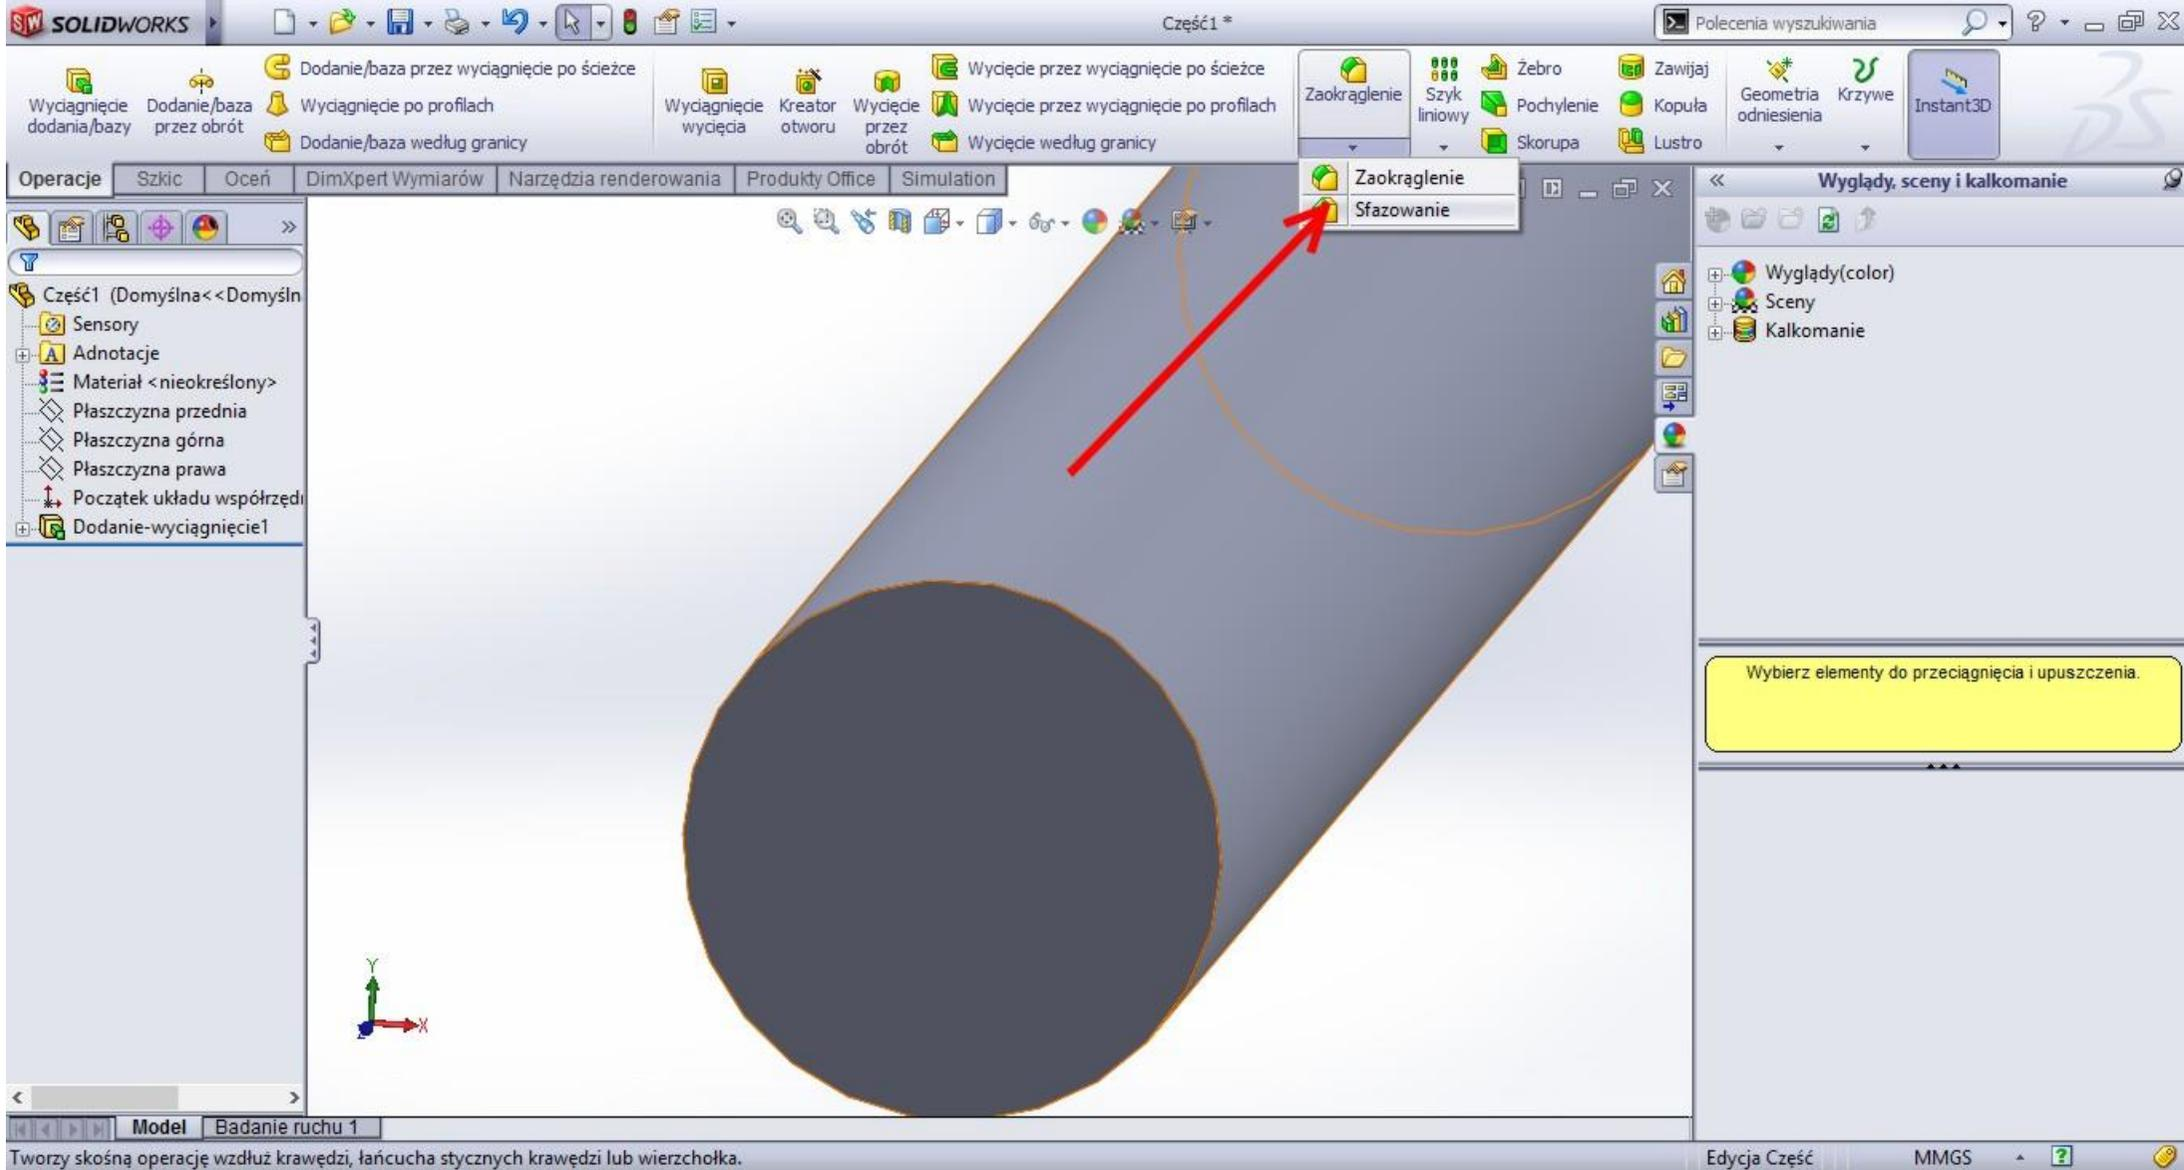 SOLIDWORKS
Część1 *
Polecenia wyszukiwania
Wyciągnięcie
dodania/bazy
Dodanie/baza
przez obrót
Dodanie/baza przez wyciągnięcie po ścieżce
Wyciągnięcie po profilach
Dodanie/baza według granicy
Wyciągnięcie
wycięcia
Kreator
otworu
Wycięcie
przez
obrót
Wycięcie przez wyciągnięcie po ścieżce
Wycięcie przez wyciągnięcie po profilach
Wycięcie według granicy
Zaokrąglenie
Szyk
liniowy
Żebro
Pochylenie
Skorupa
Zawijaj
Kopuła
Lustro
Geometria
odniesienia
Krzywe
Instant3D
Zaokrąglenie
Sfazowanie
Operacje
Szkic
Oceń
DimXpert Wymiarów
Narzędzia renderowania
Produkty Office
Simulation
Część1 (Domyślna<<Domyśln
Sensory
Adnotacje
Materiał <nieokreślony>
Płaszczyzna przednia
Płaszczyzna górna
Płaszczyzna prawa
Początek układu współrzęd
Dodanie-wyciągnięcie1
Wyglądy, sceny i kalkomanie
Wyglądy(color)
Sceny
Kalkomanie
Wybierz elementy do przeciągnięcia i upuszczenia.
Y
X
Z
Model
Badanie ruchu 1
Tworzy skośną operację wzdłuż krawędzi, łańcucha stycznych krawędzi lub wierzchołka.
Edycja Część
MMGS